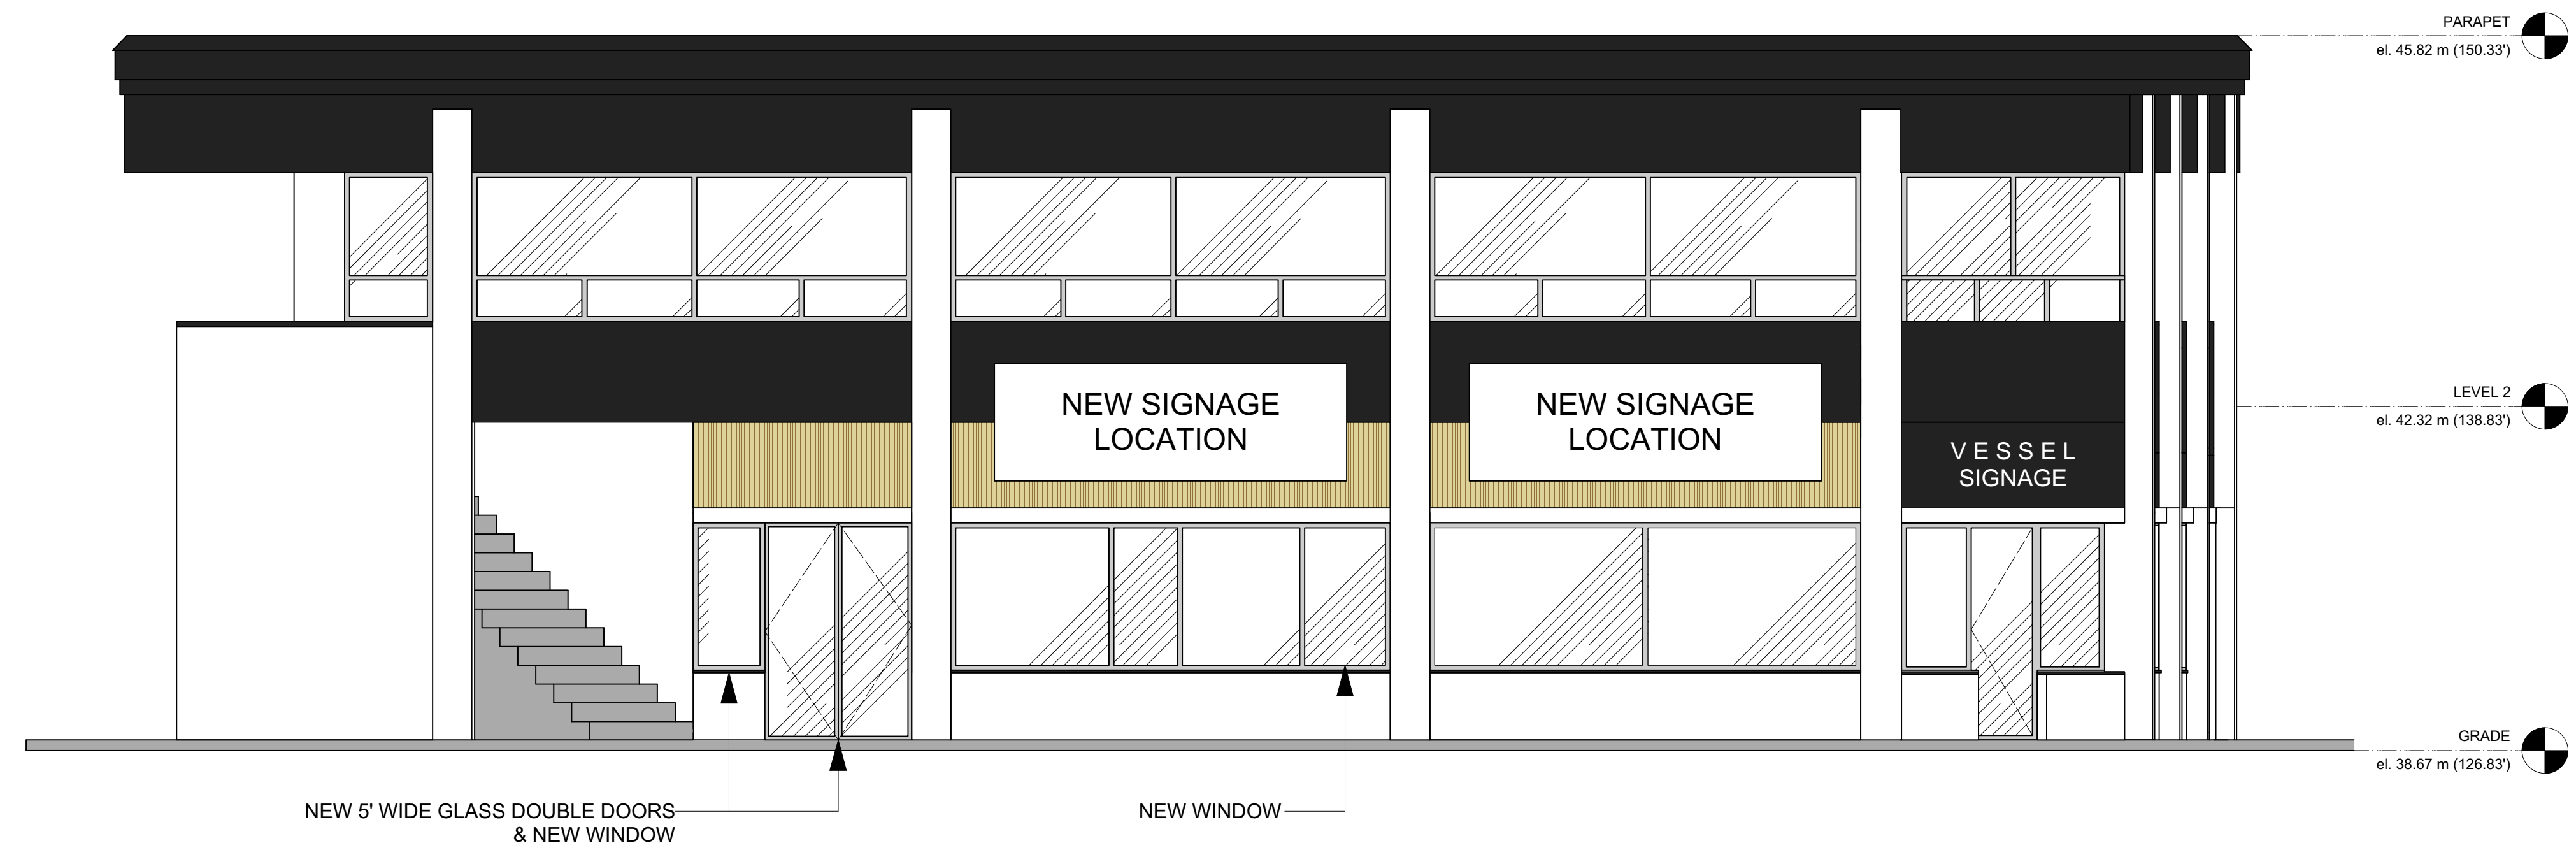 PARAPET
el. 45.82 m (150.33')
NEW SIGNAGE
LOCATION
NEW SIGNAGE
LOCATION
LEVEL 2
el. 42.32 m (138.83')
V E S S E L
SIGNAGE
GRADE
el. 38.67 m (126.83')
NEW 5' WIDE GLASS DOUBLE DOORS
& NEW WINDOW
NEW WINDOW